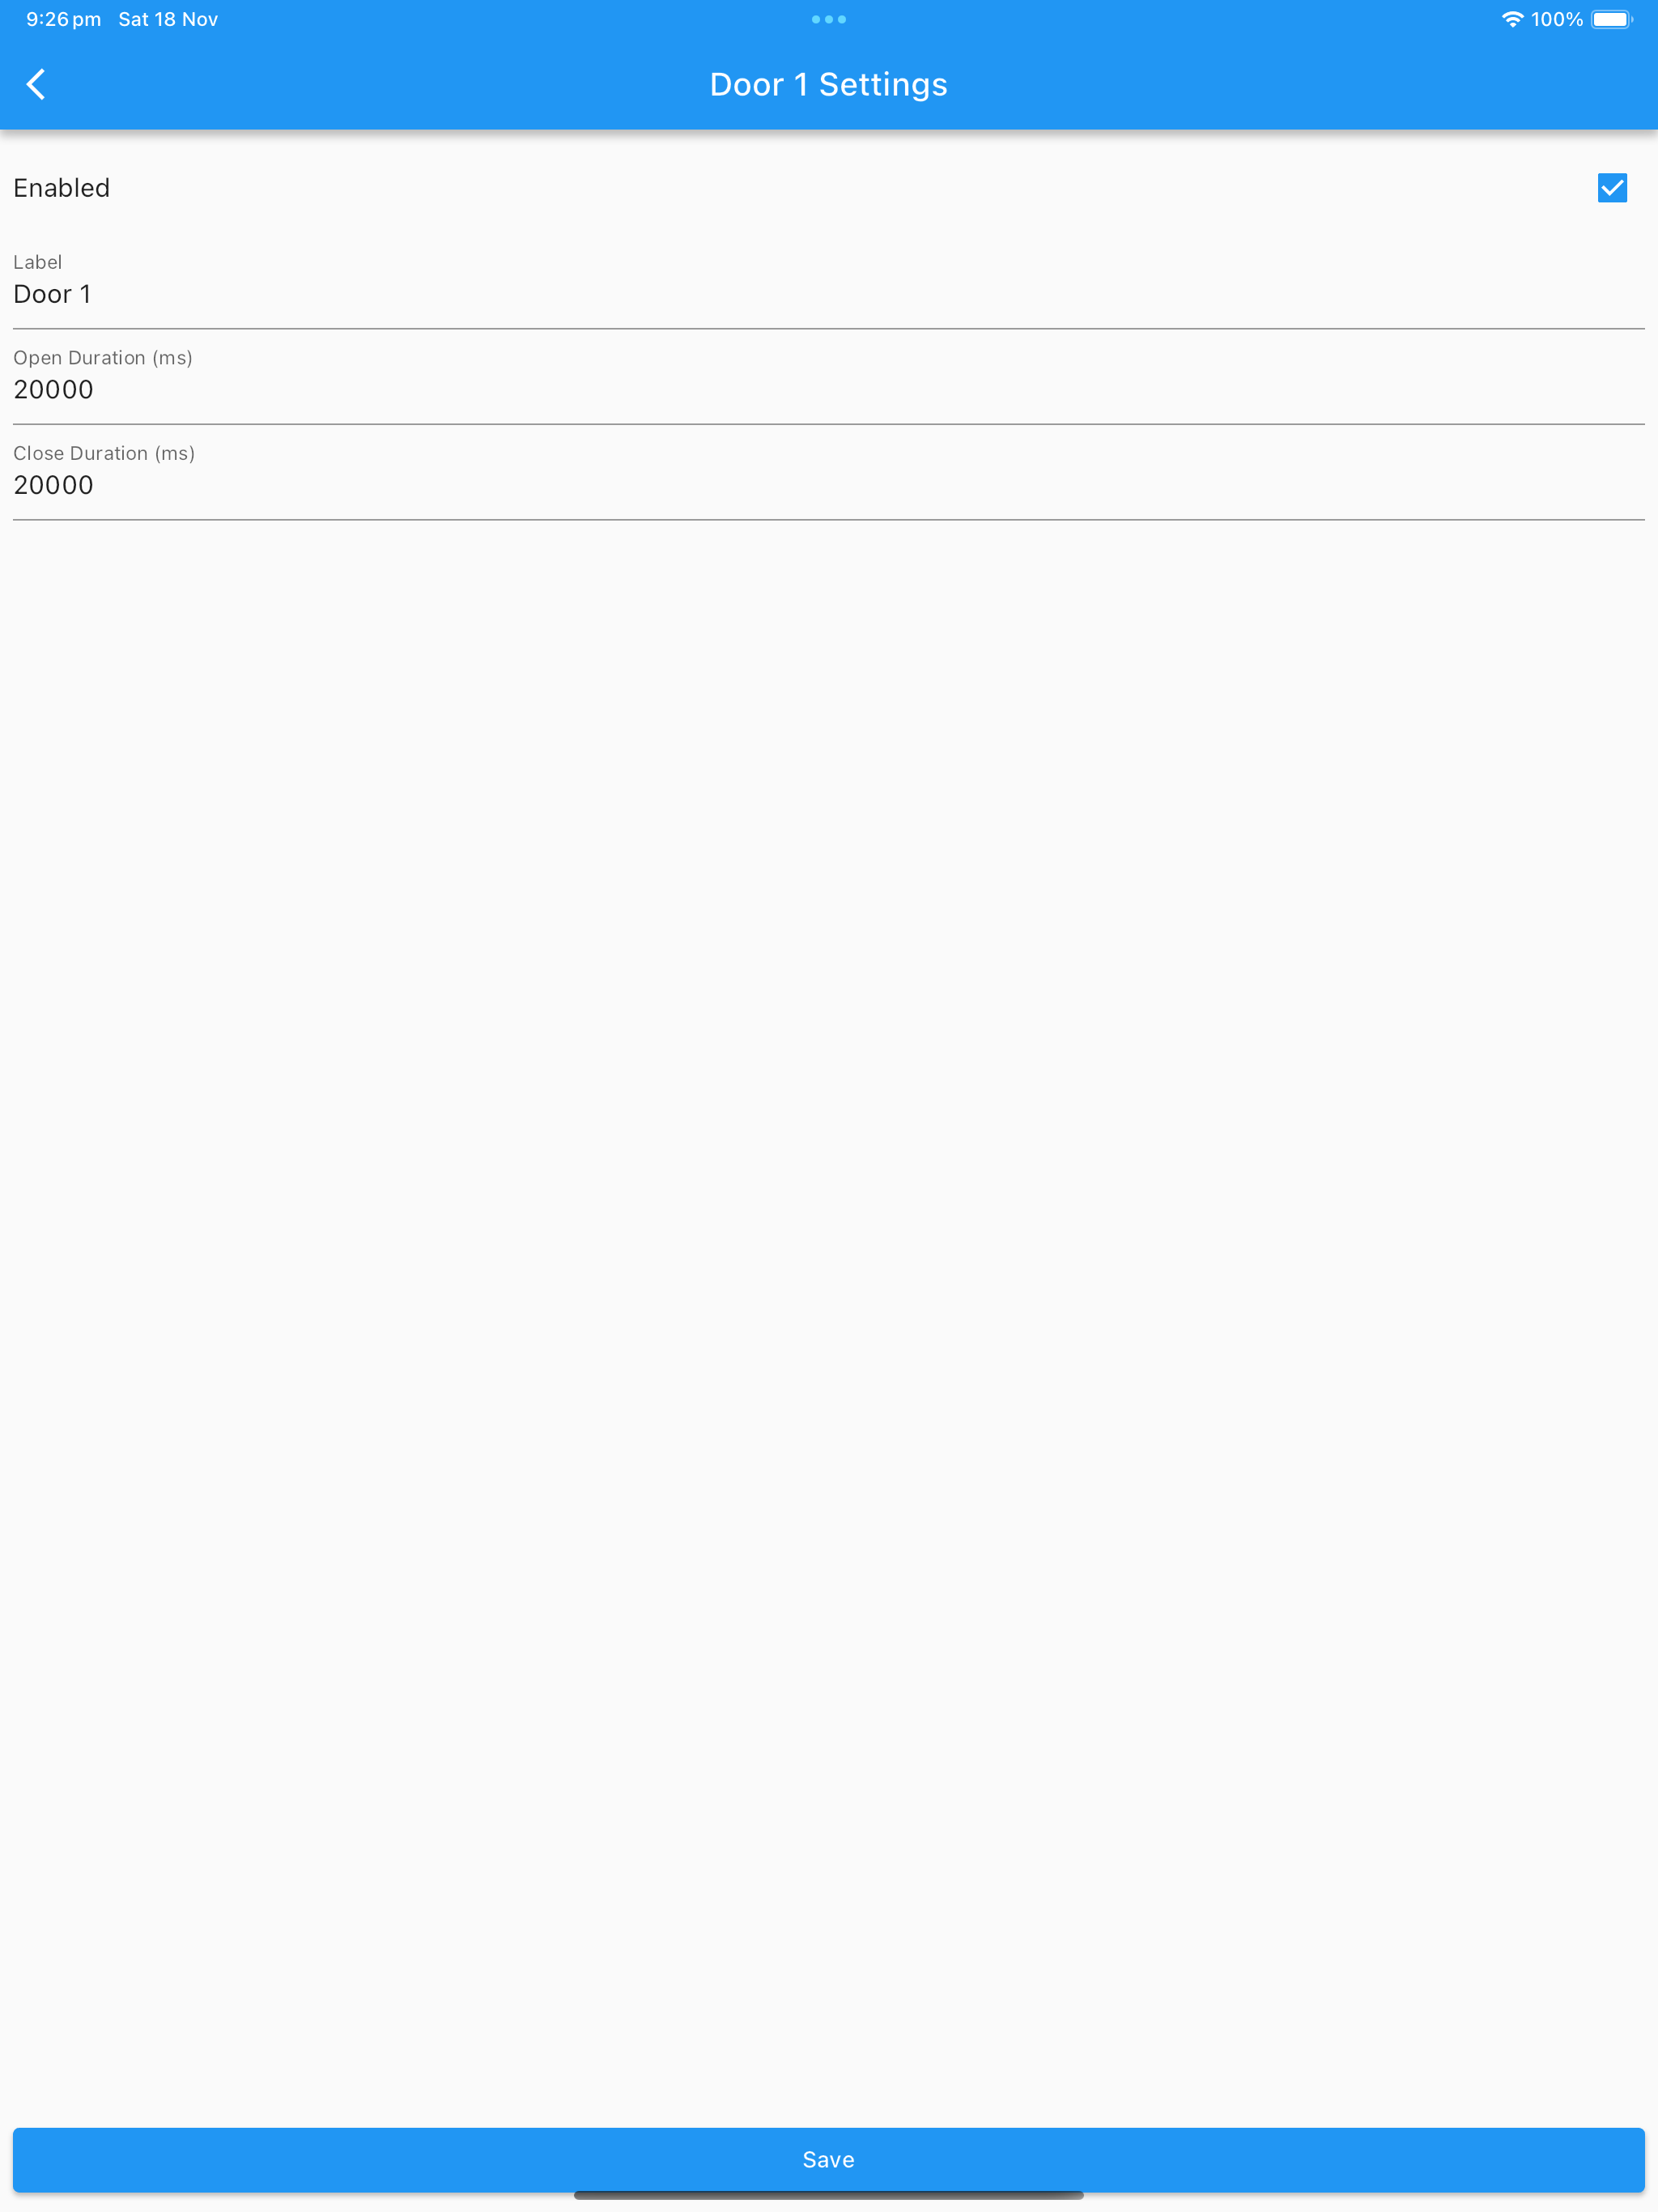 9:26 pm Sat 18 Nov 100%
Door 1 Settings
Enabled
Label
Door 1
Open Duration (ms)
20000
Close Duration (ms)
20000
Save